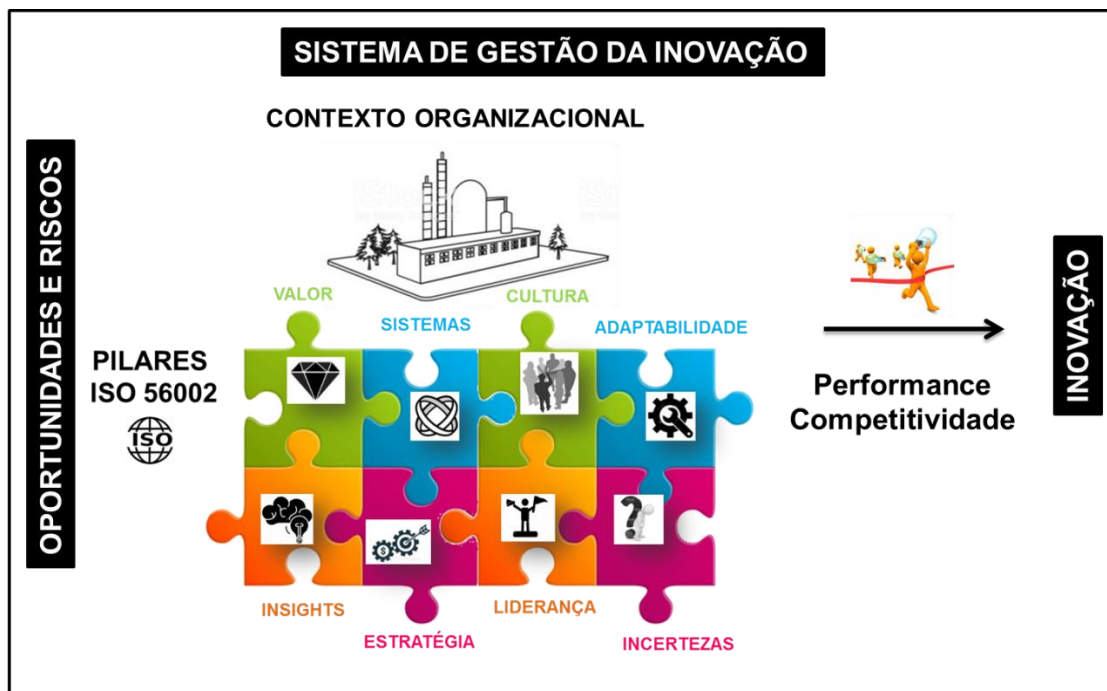 SISTEMA DE GESTÃO DA INOVAÇÃO
CONTEXTO ORGANIZACIONAL
OPORTUNIDADES E RISCOS
iStock
VALOR
CULTURA
SISTEMAS
ADAPTABILIDADE
PILARES
ISO 56002
ISO
$
?
INSIGHTS
LIDERANÇA
ESTRATÉGIA
INCERTEZAS
Performance
Competitividade
INOVAÇÃO